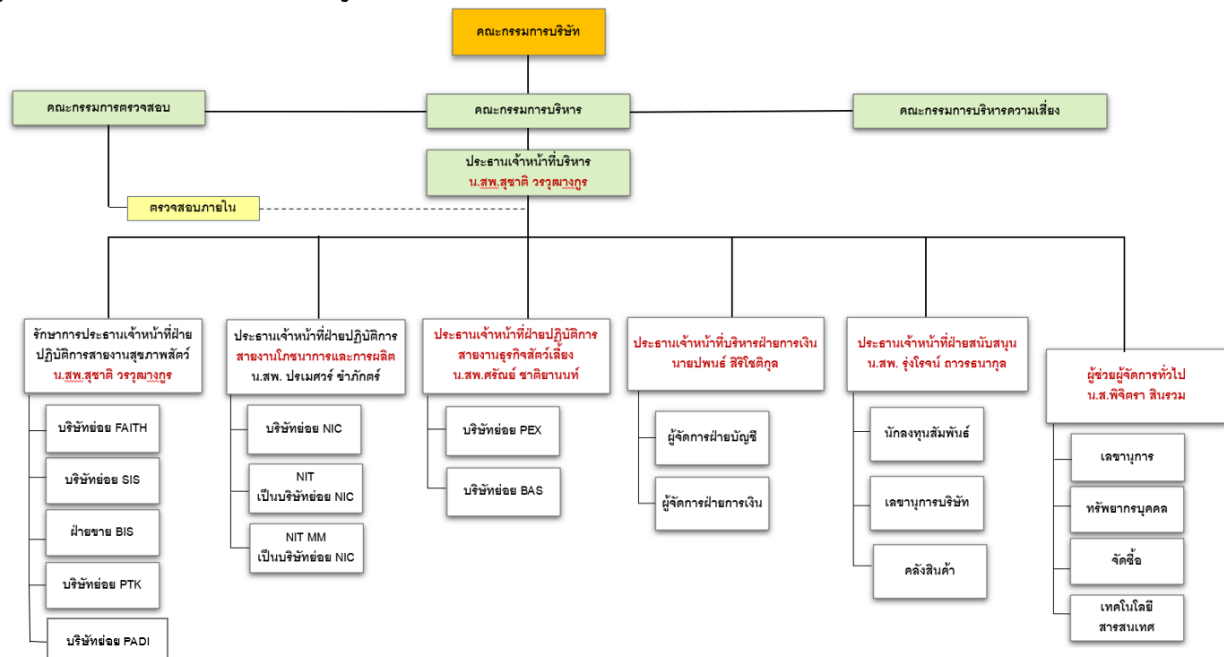 คณะกรรมการบริษัท
คณะกรรมการตรวจสอบ
คณะกรรมการบริหาร
คณะกรรมการบริหารความเสี่ยง
ประธานเจ้าหน้าที่บริหาร
น.สพ.สุชาติ วรวุฒางกูร
ตรวจสอบภายใน
รักษาการประธานเจ้าหน้าที่ฝ่าย
ปฏิบัติการสายงานสุขภาพสัตว์
น.สพ.สุชาติ วรวุฒางกูร
บริษัทย่อย FAITH
บริษัทย่อย SIS
ฝ่ายขาย BIS
บริษัทย่อย PTK
บริษัทย่อย PADI
ประธานเจ้าหน้าที่ฝ่ายปฏิบัติการ
สายงานโภชนาการและการผลิต
น.สพ. ปรเมศวร์ ขำภักตร์
บริษัทย่อย NIC
NIT
เป็นบริษัทย่อย NIC
NIT MM
เป็นบริษัทย่อย NIC
ประธานเจ้าหน้าที่ฝ่ายปฏิบัติการ
สายงานธุรกิจสัตว์เลี้ยง
น.สพ.ศรัณย์ ชาติยานนท์
บริษัทย่อย PEX
บริษัทย่อย BAS
ประธานเจ้าหน้าที่บริหารฝ่ายการเงิน
นายปพนธ์ สิริโชติกุล
ผู้จัดการฝ่ายบัญชี
ผู้จัดการฝ่ายการเงิน
ประธานเจ้าหน้าที่ฝ่ายสนับสนุน
น.สพ. รุ่งโรจน์ ถาวรธนากุล
นักลงทุนสัมพันธ์
เลขานุการบริษัท
คลังสินค้า
ผู้ช่วยผู้จัดการทั่วไป
น.ส.พิจิตรา สินรวม
เลขานุการ
ทรัพยากรบุคคล
จัดซื้อ
เทคโนโลยี
สารสนเทศ